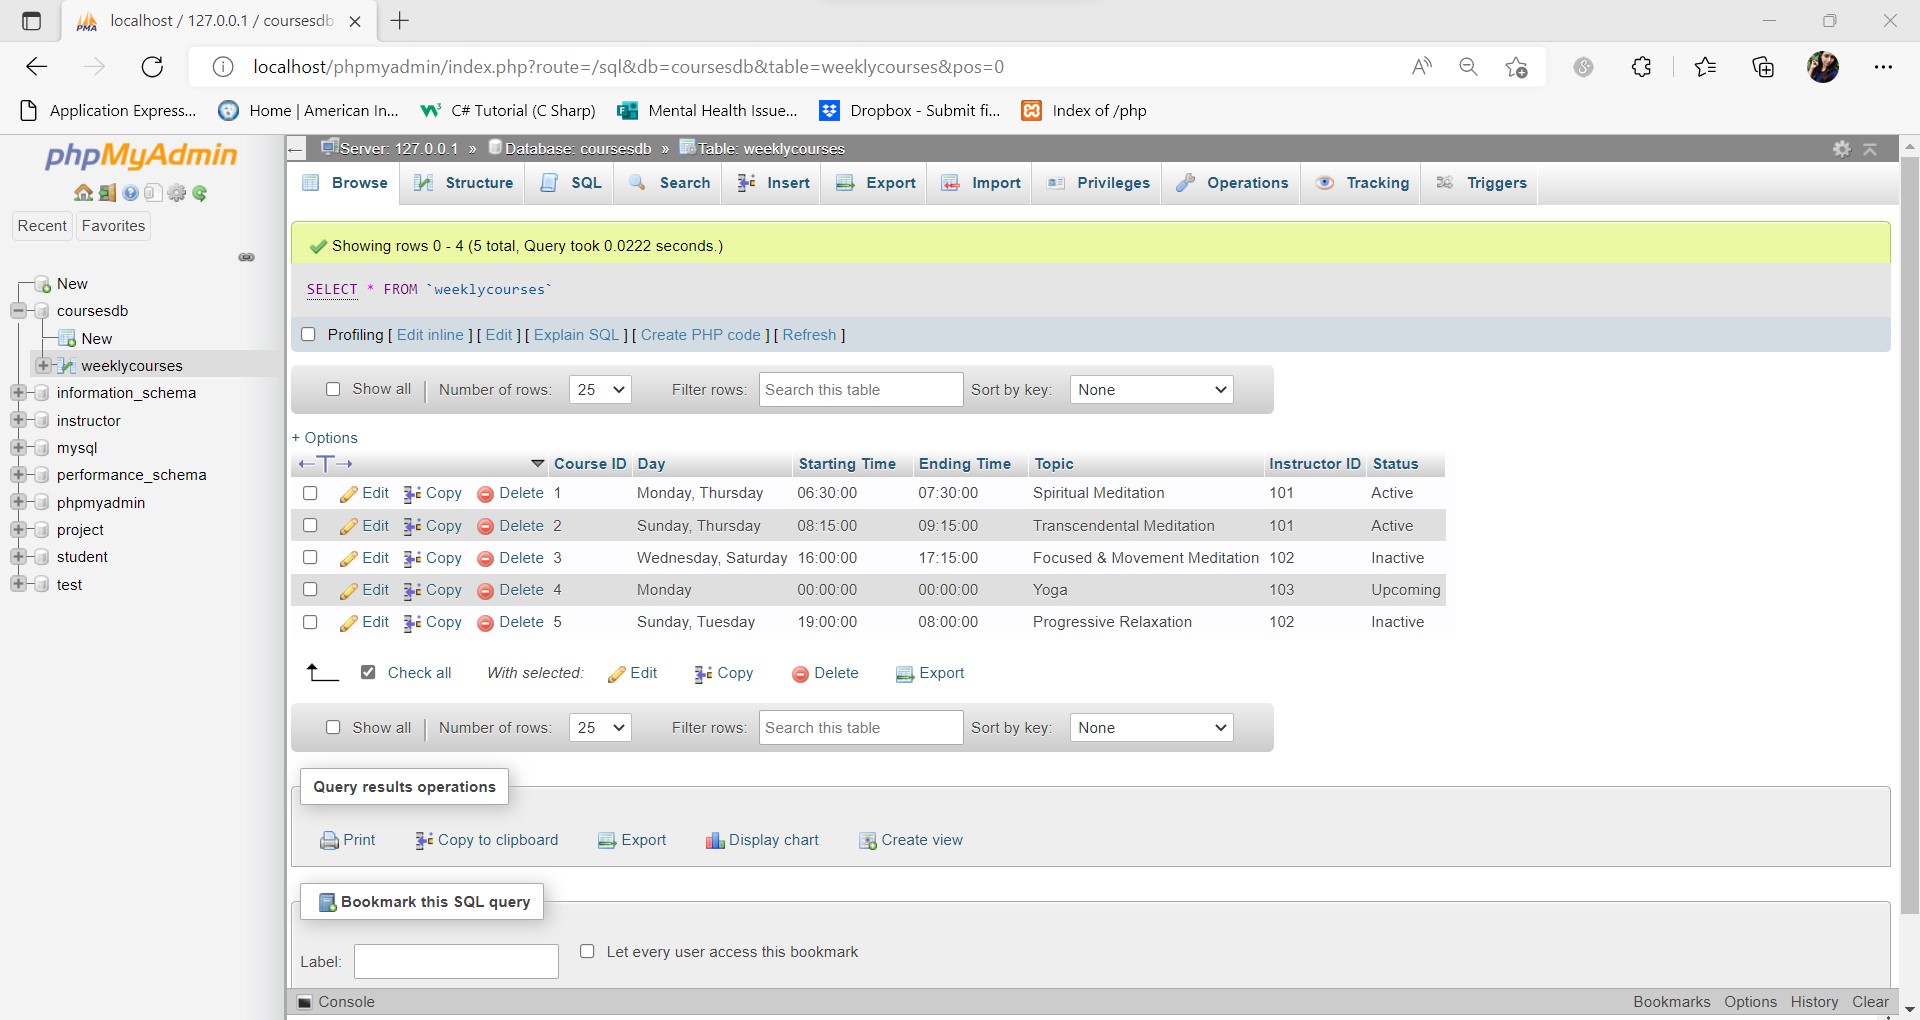 localhost / 127.0.0.1 / coursesdb
localhost/phpmyadmin/index.php?route=/sql&db=coursesdb&table=weeklycourses&pos=0
Application Express... Home | American In... C# Tutorial (C Sharp) Mental Health Issue... Dropbox - Submit fi... Index of /php
phpMyAdmin
Recent Favorites
New
coursesdb
New
weeklycourses
information_schema
instructor
mysql
performance_schema
phpmyadmin
project
student
test
Server: 127.0.0.1 » Database: coursesdb » Table: weeklycourses
Browse Structure SQL Search Insert Export Import Privileges Operations Tracking Triggers
Showing rows 0 - 4 (5 total, Query took 0.0222 seconds.)
SELECT * FROM `weeklycourses`
Profiling [ Edit inline ] [ Edit ] [ Explain SQL ] [ Create PHP code ] [ Refresh ]
Show all | Number of rows: 25 Filter rows: Search this table Sort by key: None
+ Options
←T→ Course ID Day Starting Time Ending Time Topic Instructor ID Status
Edit Copy Delete 1 Monday, Thursday 06:30:00 07:30:00 Spiritual Meditation 101 Active
Edit Copy Delete 2 Sunday, Thursday 08:15:00 09:15:00 Transcendental Meditation 101 Active
Edit Copy Delete 3 Wednesday, Saturday 16:00:00 17:15:00 Focused & Movement Meditation 102 Inactive
Edit Copy Delete 4 Monday 00:00:00 00:00:00 Yoga 103 Upcoming
Edit Copy Delete 5 Sunday, Tuesday 19:00:00 08:00:00 Progressive Relaxation 102 Inactive
Check all With selected: Edit Copy Delete Export
Show all | Number of rows: 25 Filter rows: Search this table Sort by key: None
Query results operations
Print Copy to clipboard Export Display chart Create view
Bookmark this SQL query
Label: Let every user access this bookmark
Console Bookmarks Options History Clear